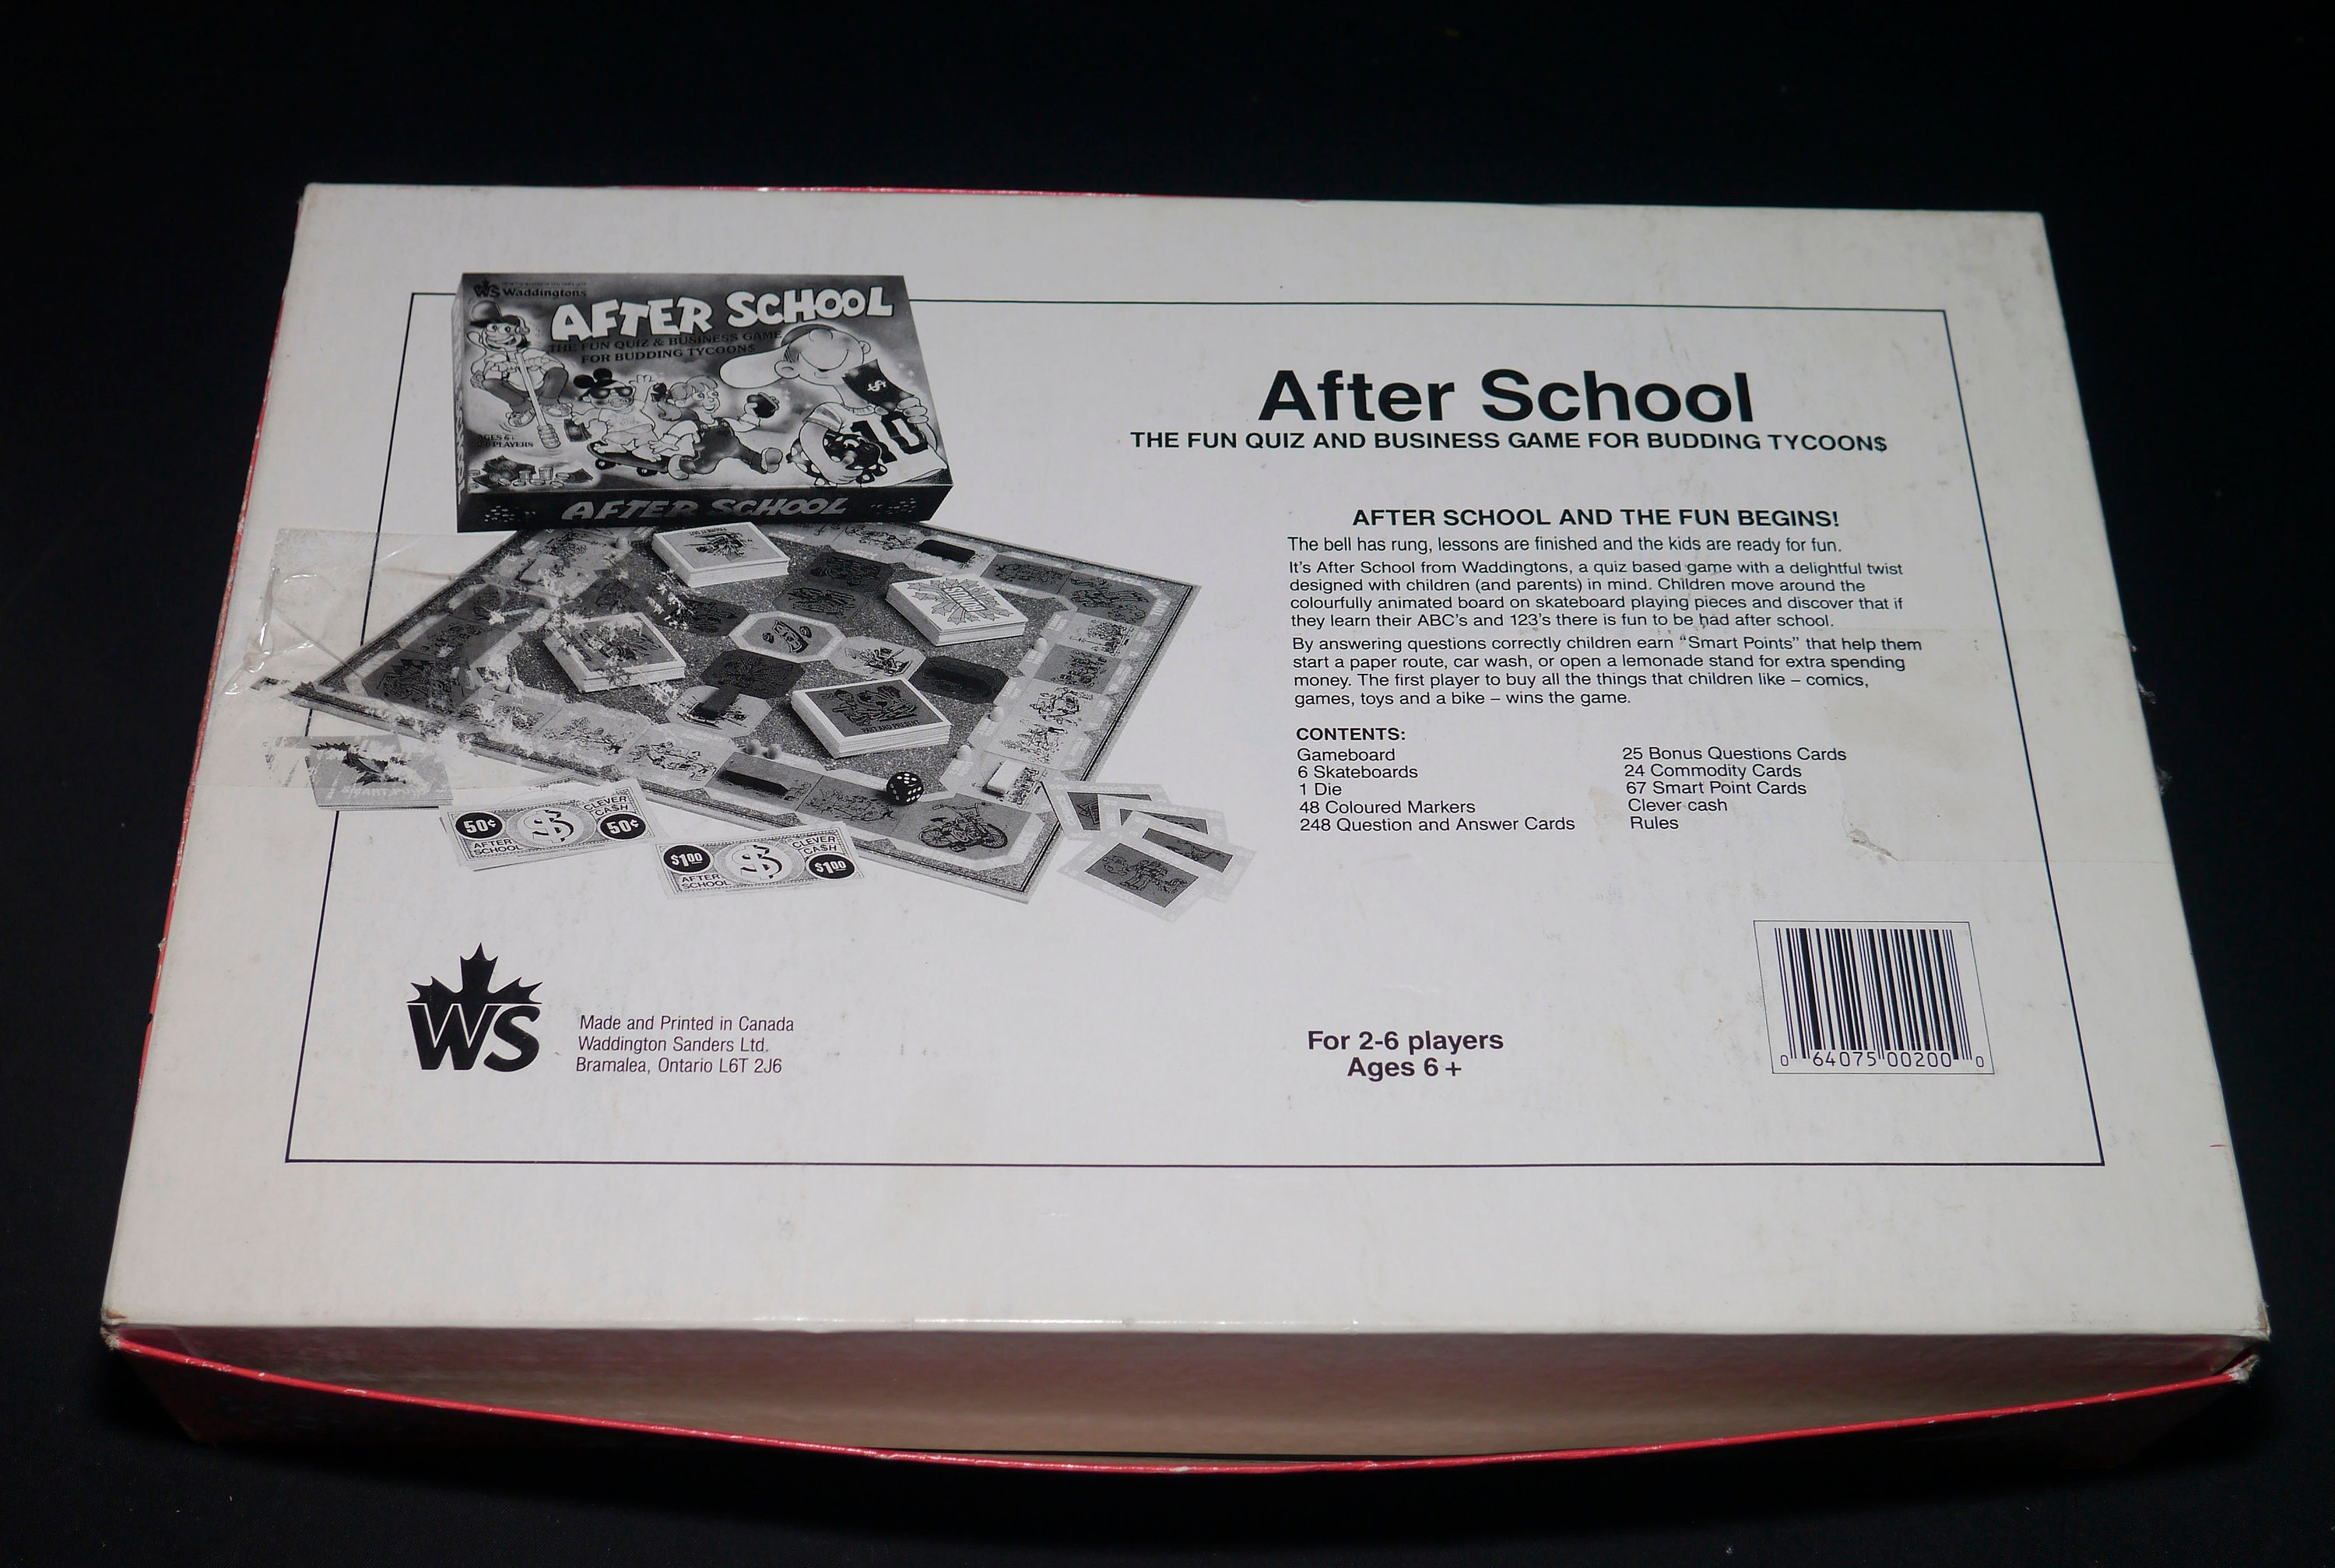 WS Waddingtons
AFTER SCHOOL
THE FUN QUIZ & BUSINESS GAME
FOR BUDDING TYCOON$
AGES 6+
PLAYERS
AFTER SCHOOL
After School
THE FUN QUIZ AND BUSINESS GAME FOR BUDDING TYCOON$
AFTER SCHOOL AND THE FUN BEGINS!
The bell has rung, lessons are finished and the kids are ready for fun.
It's After School from Waddingtons, a quiz based game with a delightful twist
designed with children (and parents) in mind. Children move around the
colourfully animated board on skateboard playing pieces and discover that if
they learn their ABC's and 123's there is fun to be had after school.
By answering questions correctly children earn “Smart Points” that help them
start a paper route, car wash, or open a lemonade stand for extra spending
money. The first player to buy all the things that children like – comics,
games, toys and a bike – wins the game.
CONTENTS:
Gameboard
6 Skateboards
1 Die
48 Coloured Markers
248 Question and Answer Cards
25 Bonus Questions Cards
24 Commodity Cards
67 Smart Point Cards
Clever cash
Rules
50¢
$
CLEVER
CA$H
50¢
AFTER
SCHOOL
$100
$
CLEVER
CA$H
$100
AFTER
SCHOOL
WS
Made and Printed in Canada
Waddington Sanders Ltd.
Bramalea, Ontario L6T 2J6
For 2-6 players
Ages 6+
0 64075 00200 0